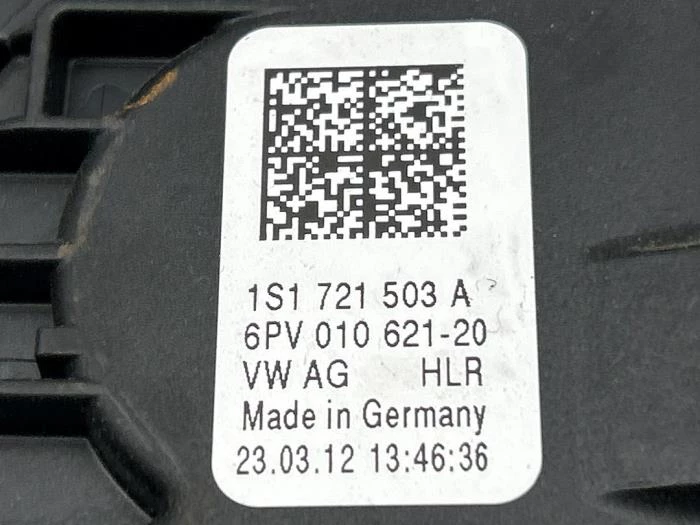 1S1 721 503 A
6PV 010 621-20
VW AG HLR
Made in Germany
23.03.12 13:46:36